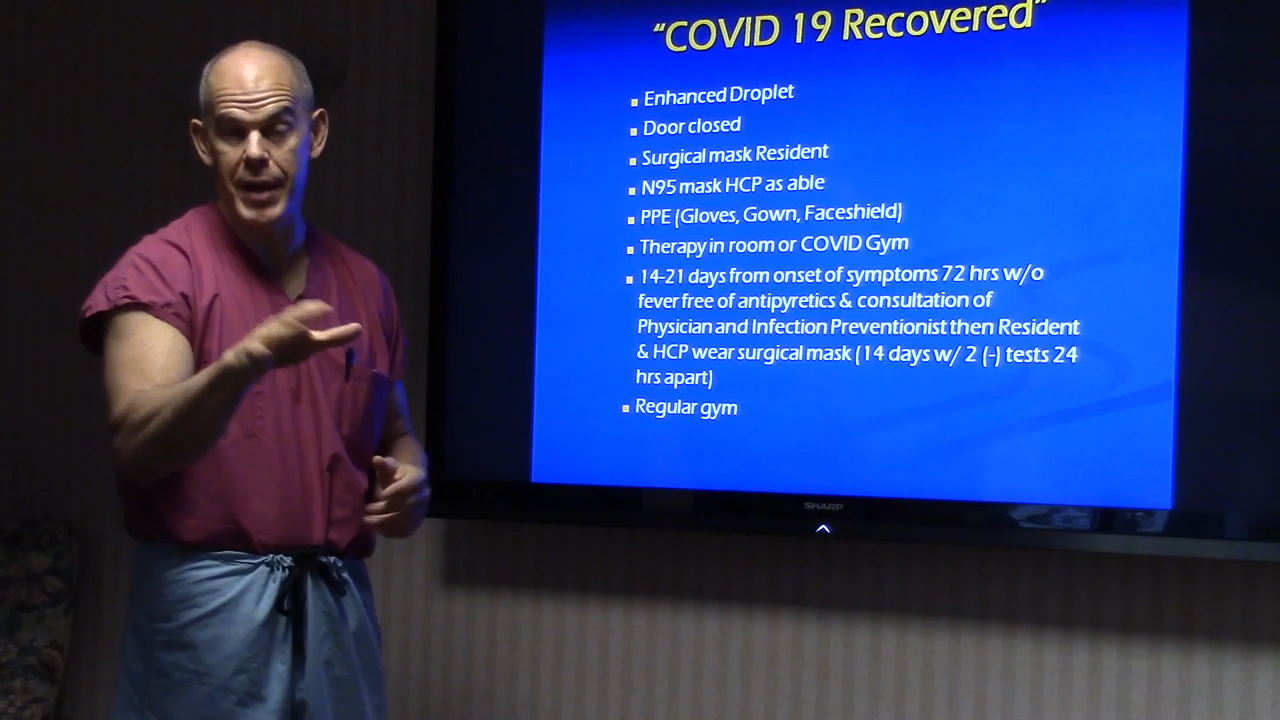 “COVID 19 Recovered”
Enhanced Droplet
Door closed
Surgical mask Resident
N95 mask HCP as able
PPE (Gloves, Gown, Faceshield)
Therapy in room or COVID Gym
14-21 days from onset of symptoms 72 hrs w/o
fever free of antipyretics & consultation of
Physician and Infection Preventionist then Resident
& HCP wear surgical mask (14 days w/ 2 (-) tests 24
hrs apart)
Regular gym
SHARP